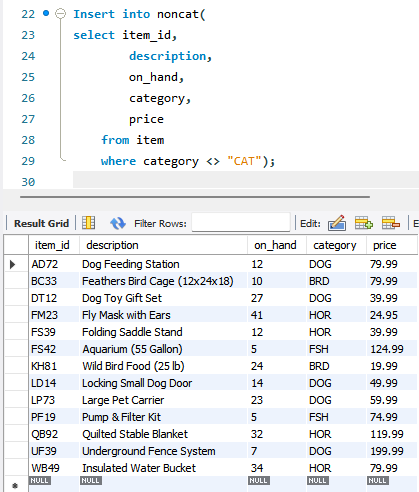 22 Insert into noncat(
23 select item_id,
24 description,
25 on_hand,
26 category,
27 price
28 from item
29 where category <> "CAT");
30
Result Grid Filter Rows: Edit:
item_id description on_hand category price
AD72 Dog Feeding Station 12 DOG 79.99
BC33 Feathers Bird Cage (12x24x18) 10 BRD 79.99
DT12 Dog Toy Gift Set 27 DOG 39.99
FM23 Fly Mask with Ears 41 HOR 24.95
FS39 Folding Saddle Stand 12 HOR 39.99
FS42 Aquarium (55 Gallon) 5 FSH 124.99
KH81 Wild Bird Food (25 lb) 24 BRD 19.99
LD14 Locking Small Dog Door 14 DOG 49.99
LP73 Large Pet Carrier 23 DOG 59.99
PF19 Pump & Filter Kit 5 FSH 74.99
QB92 Quilted Stable Blanket 32 HOR 119.99
UF39 Underground Fence System 7 DOG 199.99
WB49 Insulated Water Bucket 34 HOR 79.99
NULL NULL NULL NULL NULL